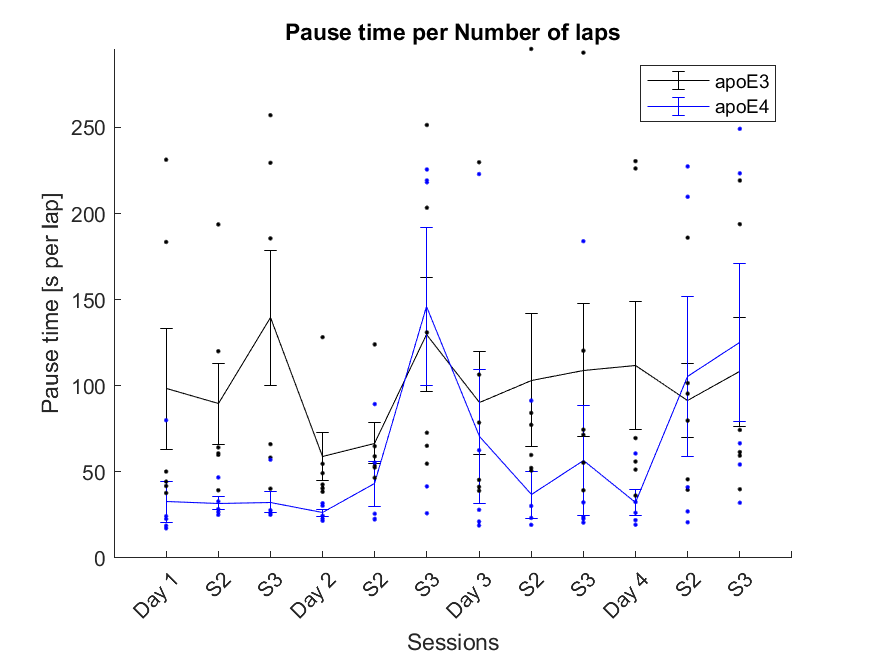 Pause time per Number of laps
apoE3
apoE4
Pause time [s per lap]
250
200
150
100
50
0
Day 1
S2
S3
Day 2
S2
S3
Day 3
S2
S3
Day 4
S2
S3
Sessions